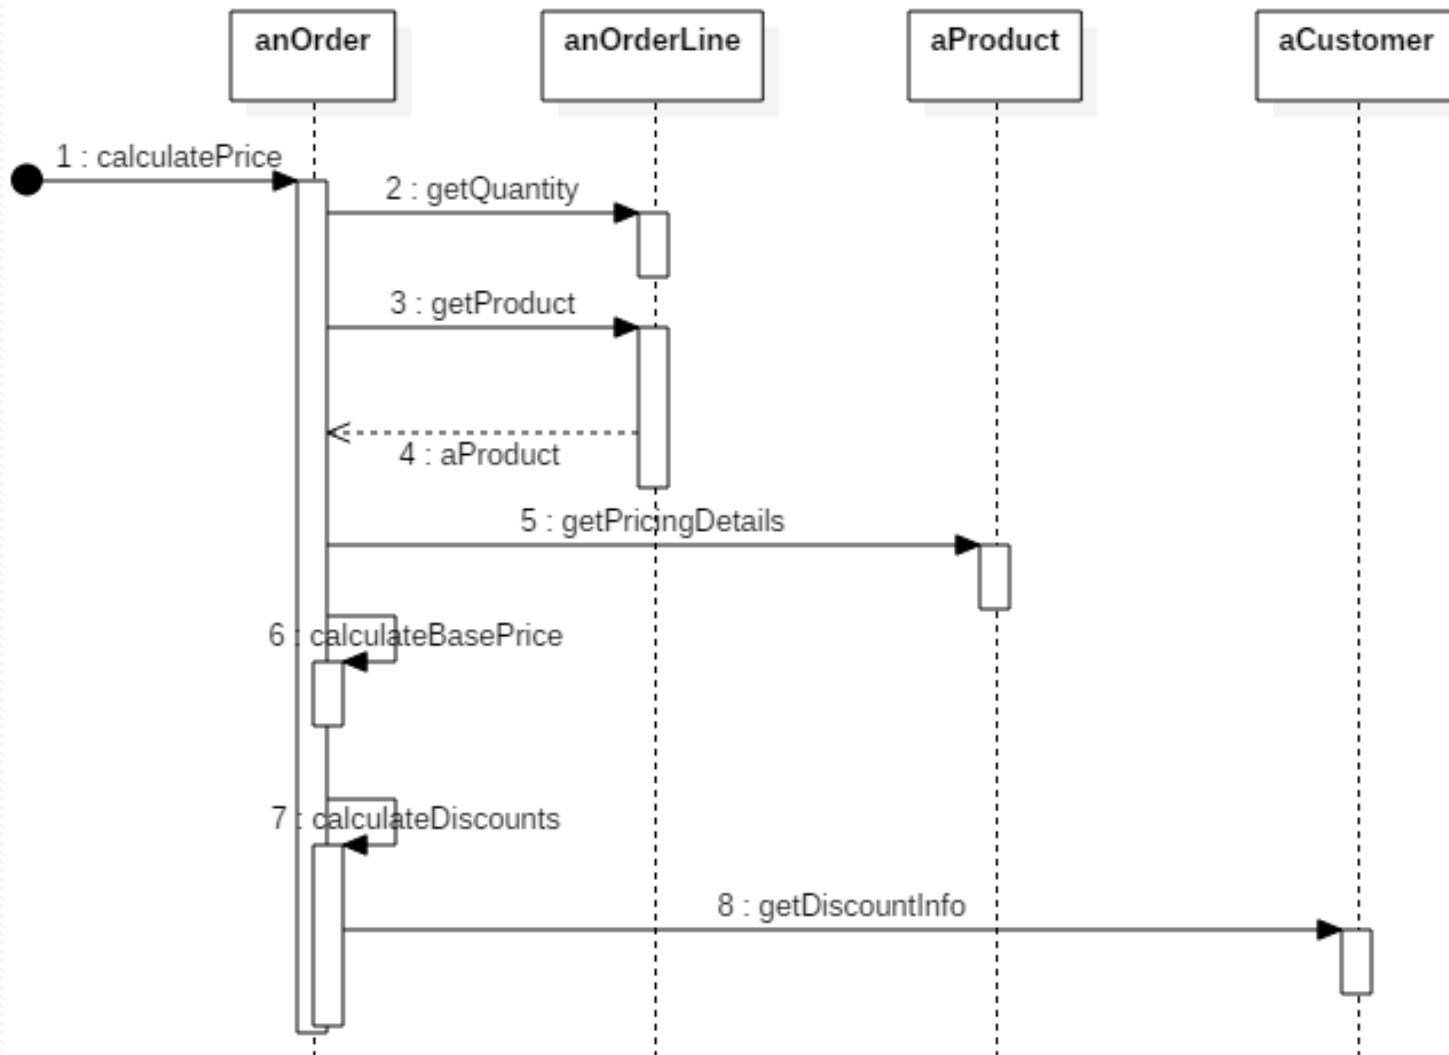 anOrder
anOrderLine
aProduct
aCustomer
1 : calculatePrice
2 : getQuantity
3 : getProduct
4 : aProduct
5 : getPricingDetails
6 : calculateBasePrice
7 : calculateDiscounts
8 : getDiscountInfo